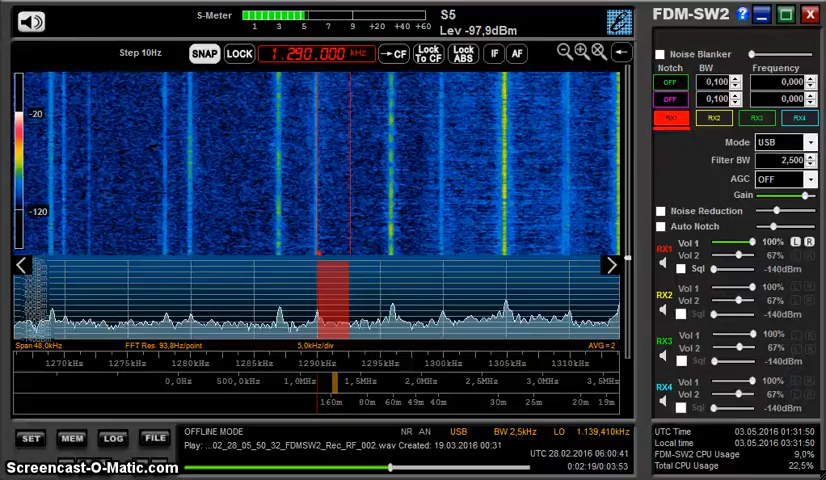 S-Meter
1 3 5 7 9 +20 +40 +60
S5
Lev -97,9dBm
FDM-SW2
Step 10Hz
SNAP
LOCK
1.290.000 kHz
CF
Lock To CF
Lock ABS
IF
AF
-20
-120
Span 48,0kHz
FFT Res. 93,8Hz/point
5,0kHz/div
AVG=2
1270kHz 1275kHz 1280kHz 1285kHz 1290kHz 1295kHz 1300kHz 1305kHz 1310kHz
0,0Hz 500,0kHz 1,0MHz 1,5MHz 2,0MHz 2,5MHz 3,0MHz 3,5MHz
160m 80m 60m 49m 40m 30m 25m 20m 19m
Noise Blanker
Notch BW Frequency
OFF 0,100 0,000
OFF 0,100 0,000
RX1 RX2 RX3 RX4
Mode USB
Filter BW 2,500
AGC OFF
Gain
Noise Reduction
Auto Notch
RX1
Vol 1 100% L R
Vol 2 67% L R
Sql -140dBm
RX2
Vol 1 100% L R
Vol 2 67% L R
Sql -140dBm
RX3
Vol 1 100% L R
Vol 2 67% L R
Sql -140dBm
RX4
Vol 1 100% L R
Vol 2 67% L R
Sql -140dBm
SET
MEM
LOG
FILE
OFFLINE MODE
NR AN USB BW 2,5kHz LO 1.139,410kHz
Play: ...02_28_05_50_32_FDMSW2_Rec_RF_002.wav Created: 19.03.2016 00:31
UTC 28.02.2016 06:00:41
0:02:19/0:03:53
UTC Time 03.05.2016 01:31:50
Local time 03.05.2016 03:31:50
FDM-SW2 CPU Usage 9,0%
Total CPU Usage 22,5%
Screencast-O-Matic.com